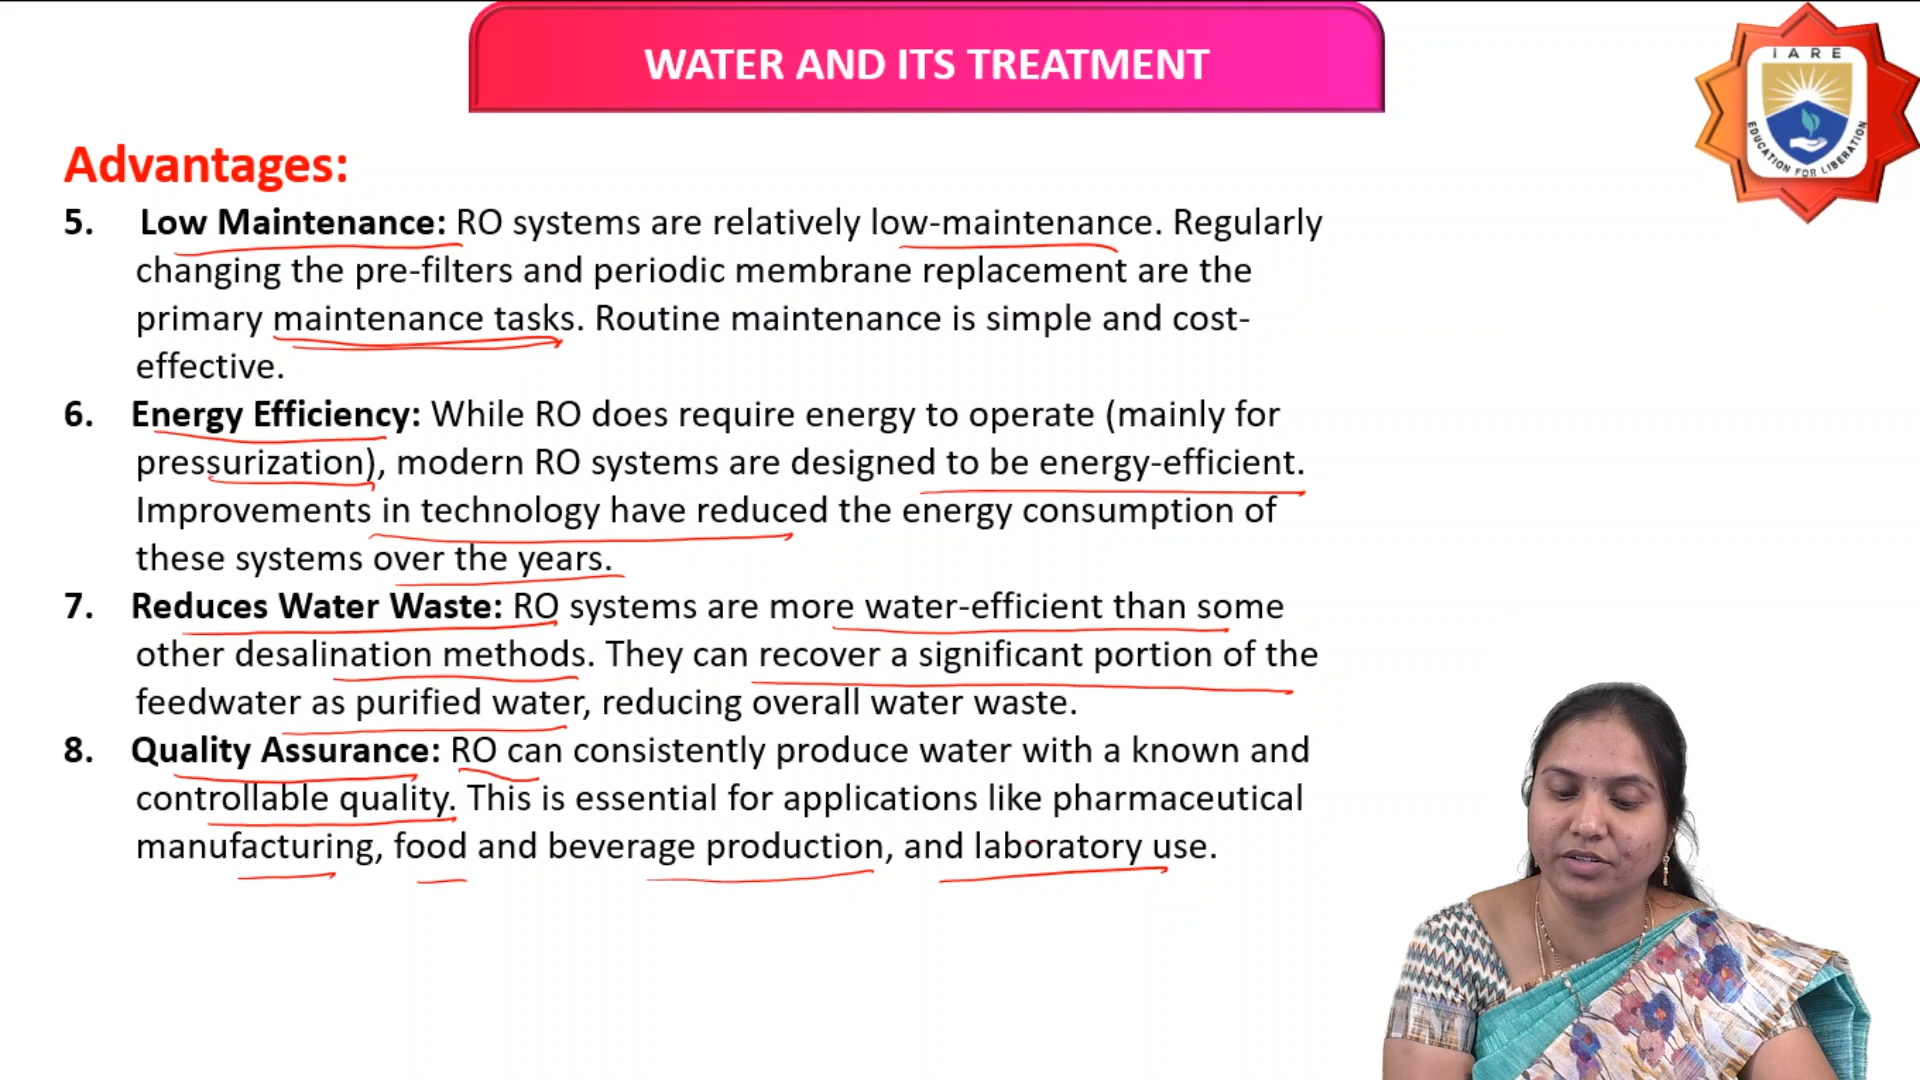 WATER AND ITS TREATMENT
IARE
EDUCATION FOR LIBERATION
Advantages:
5. Low Maintenance: RO systems are relatively low-maintenance. Regularly
changing the pre-filters and periodic membrane replacement are the
primary maintenance tasks. Routine maintenance is simple and cost-
effective.
6. Energy Efficiency: While RO does require energy to operate (mainly for
pressurization), modern RO systems are designed to be energy-efficient.
Improvements in technology have reduced the energy consumption of
these systems over the years.
7. Reduces Water Waste: RO systems are more water-efficient than some
other desalination methods. They can recover a significant portion of the
feedwater as purified water, reducing overall water waste.
8. Quality Assurance: RO can consistently produce water with a known and
controllable quality. This is essential for applications like pharmaceutical
manufacturing, food and beverage production, and laboratory use.